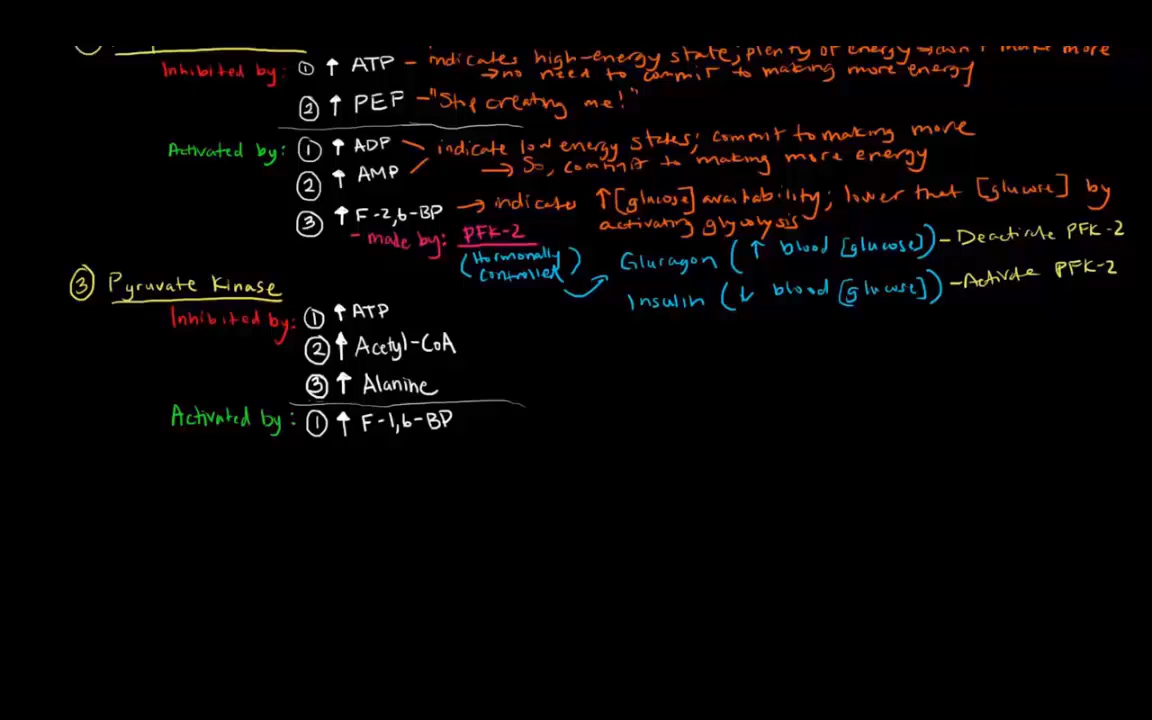 Inhibited by: ① ↑ ATP - indicates high-energy state; plenty of energy → don't make more
→ no need to commit to making more energy
② ↑ PEP - "Stop creating me!"
Activated by: ① ↑ ADP
② ↑ AMP
indicate low energy states; commit to making more
→ So, commit to making more energy
③ ↑ F-2,6-BP → indicates ↑ [glucose] availability; lower that [glucose] by
activating glycolysis
- made by: PFK-2
(Hormonally
Controlled)
Glucagon (↑ blood [glucose]) - Deactivate PFK-2
Insulin (↓ blood [glucose]) - Activate PFK-2
③ Pyruvate Kinase
Inhibited by: ① ↑ ATP
② ↑ Acetyl-CoA
③ ↑ Alanine
Activated by: ① ↑ F-1,6-BP